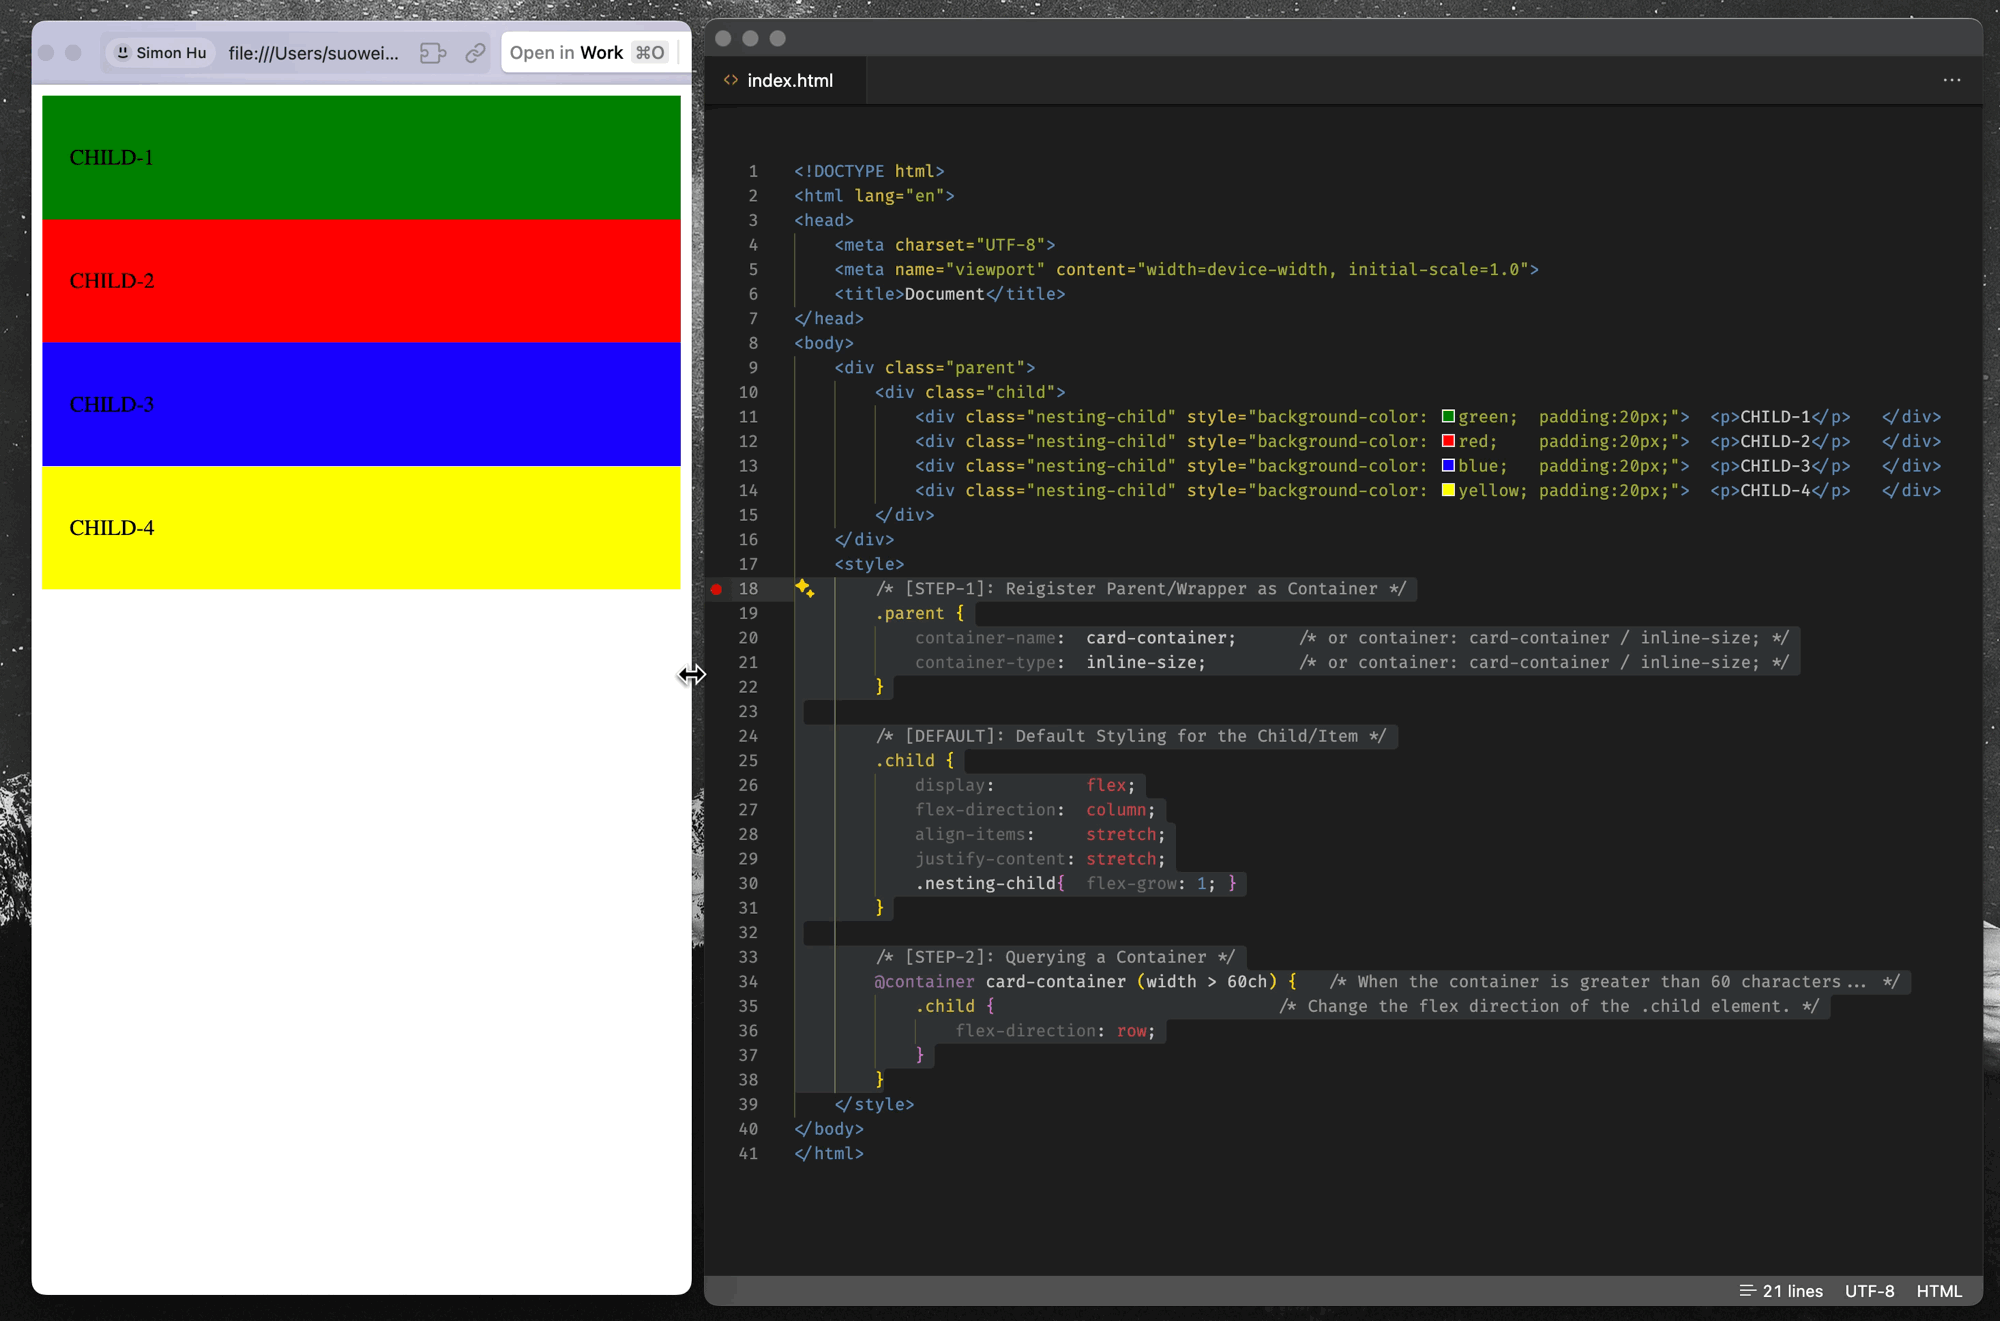 Simon Hu file:///Users/suowei... Open in Work ⌘O
CHILD-1
CHILD-2
CHILD-3
CHILD-4
<> index.html ...
1 <!DOCTYPE html>
2 <html lang="en">
3 <head>
4 <meta charset="UTF-8">
5 <meta name="viewport" content="width=device-width, initial-scale=1.0">
6 <title>Document</title>
7 </head>
8 <body>
9 <div class="parent">
10 <div class="child">
11 <div class="nesting-child" style="background-color: green; padding:20px;"> <p>CHILD-1</p> </div>
12 <div class="nesting-child" style="background-color: red; padding:20px;"> <p>CHILD-2</p> </div>
13 <div class="nesting-child" style="background-color: blue; padding:20px;"> <p>CHILD-3</p> </div>
14 <div class="nesting-child" style="background-color: yellow; padding:20px;"> <p>CHILD-4</p> </div>
15 </div>
16 </div>
17 <style>
18 /* [STEP-1]: Reigister Parent/Wrapper as Container */
19 .parent {
20 container-name: card-container; /* or container: card-container / inline-size; */
21 container-type: inline-size; /* or container: card-container / inline-size; */
22 }
23
24 /* [DEFAULT]: Default Styling for the Child/Item */
25 .child {
26 display: flex;
27 flex-direction: column;
28 align-items: stretch;
29 justify-content: stretch;
30 .nesting-child{ flex-grow: 1; }
31 }
32
33 /* [STEP-2]: Querying a Container */
34 @container card-container (width > 60ch) { /* When the container is greater than 60 characters... */
35 .child { /* Change the flex direction of the .child element. */
36 flex-direction: row;
37 }
38 }
39 </style>
40 </body>
41 </html>
21 lines UTF-8 HTML